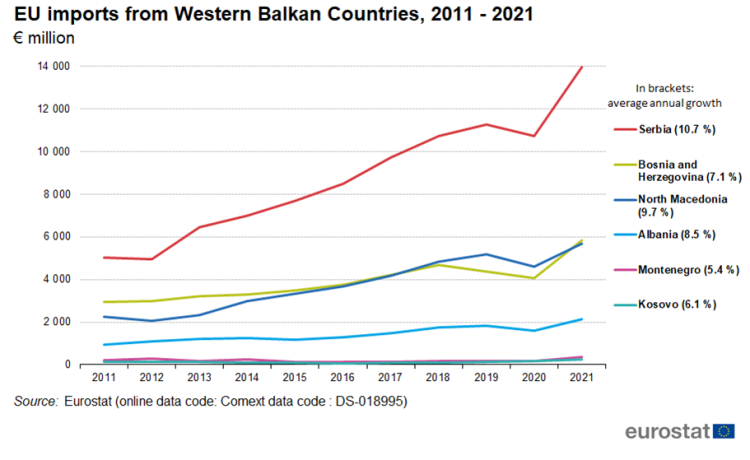 EU imports from Western Balkan Countries, 2011 - 2021
€ million
14 000
12 000
10 000
8 000
6 000
4 000
2 000
0
2011 2012 2013 2014 2015 2016 2017 2018 2019 2020 2021
In brackets:
average annual growth
Serbia (10.7 %)
Bosnia and
Herzegovina (7.1 %)
North Macedonia
(9.7 %)
Albania (8.5 %)
Montenegro (5.4 %)
Kosovo (6.1 %)
Source: Eurostat (online data code: Comext data code : DS-018995)
eurostat